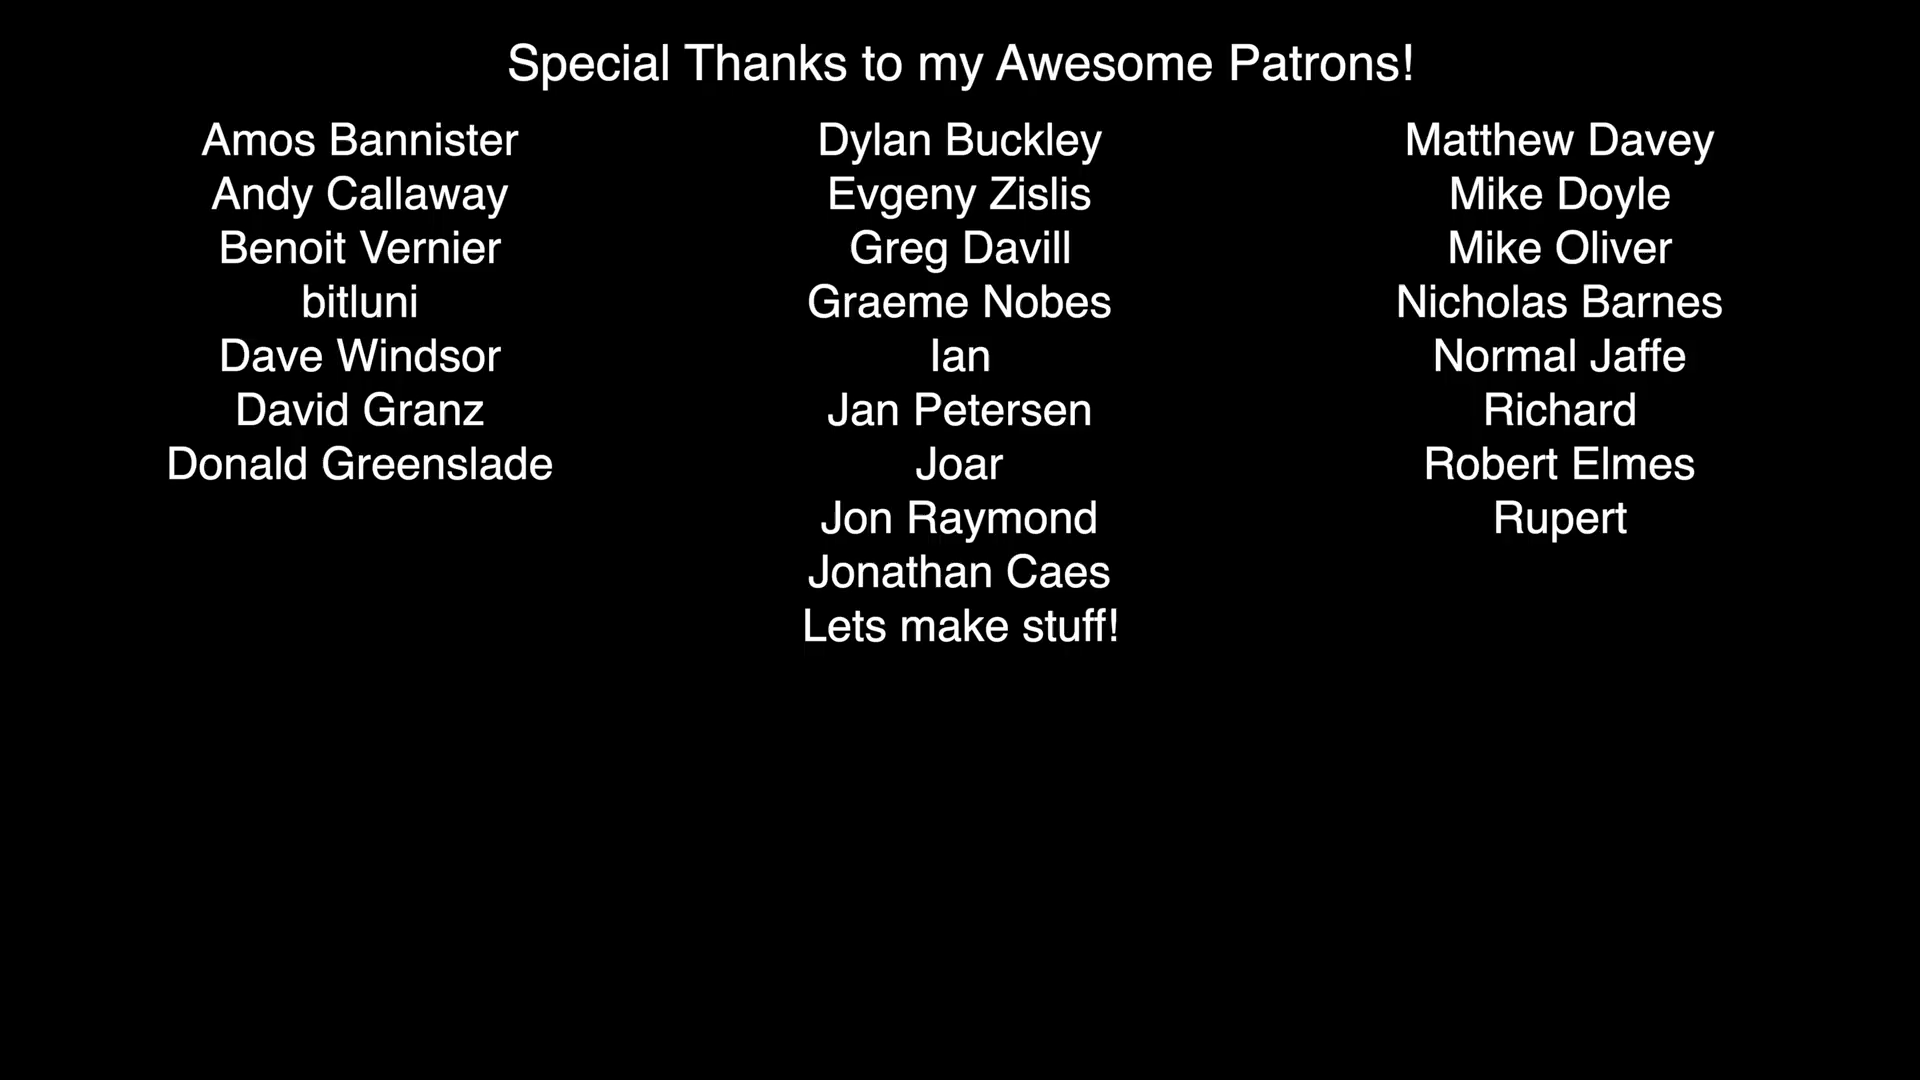 Special Thanks to my Awesome Patrons!
Amos Bannister
Andy Callaway
Benoit Vernier
bitluni
Dave Windsor
David Granz
Donald Greenslade
Dylan Buckley
Evgeny Zislis
Greg Davill
Graeme Nobes
Ian
Jan Petersen
Joar
Jon Raymond
Jonathan Caes
Lets make stuff!
Matthew Davey
Mike Doyle
Mike Oliver
Nicholas Barnes
Normal Jaffe
Richard
Robert Elmes
Rupert